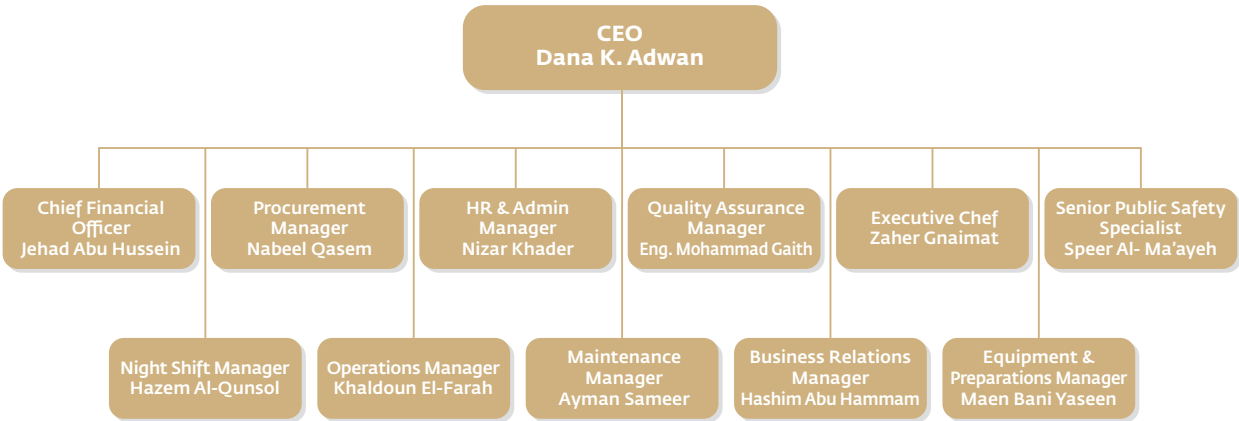 CEO
Dana K. Adwan
Chief Financial
Officer
Jehad Abu Hussein
Procurement
Manager
Nabeel Qasem
HR & Admin
Manager
Nizar Khader
Quality Assurance
Manager
Eng. Mohammad Gaith
Executive Chef
Zaher Gnaimat
Senior Public Safety
Specialist
Speer Al- Ma'ayeh
Night Shift Manager
Hazem Al-Qunsol
Operations Manager
Khaldoun El-Farah
Maintenance
Manager
Ayman Sameer
Business Relations
Manager
Hashim Abu Hammam
Equipment &
Preparations Manager
Maen Bani Yaseen